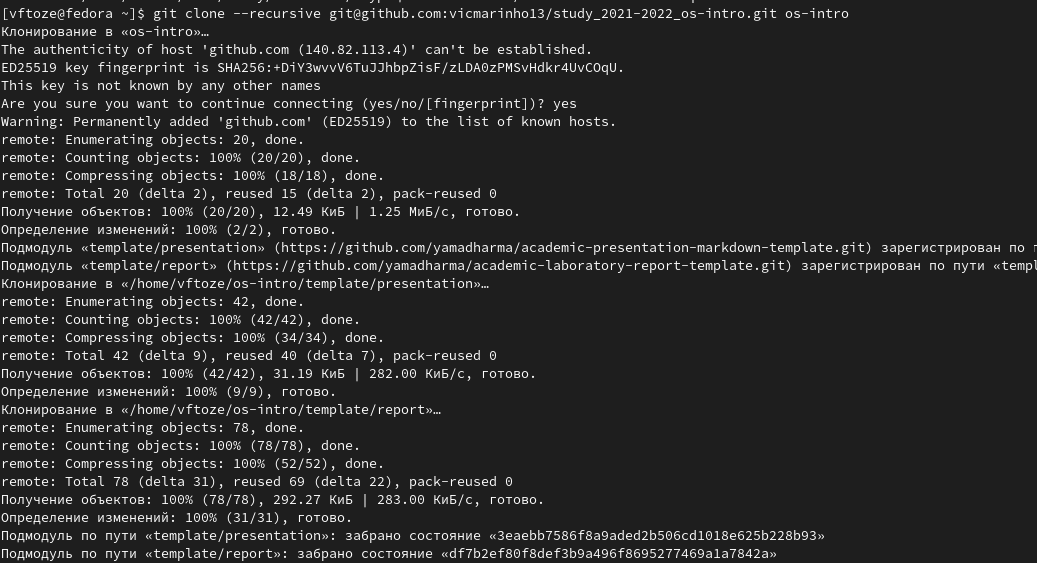 [vftoze@fedora ~]$ git clone --recursive git@github.com:vicmarinho13/study_2021-2022_os-intro.git os-intro
Клонирование в «os-intro»…
The authenticity of host 'github.com (140.82.113.4)' can't be established.
ED25519 key fingerprint is SHA256:+DiY3wvvV6TuJJhbpZisF/zLDA0zPMSvHdkr4UvCOqU.
This key is not known by any other names
Are you sure you want to continue connecting (yes/no/[fingerprint])? yes
Warning: Permanently added 'github.com' (ED25519) to the list of known hosts.
remote: Enumerating objects: 20, done.
remote: Counting objects: 100% (20/20), done.
remote: Compressing objects: 100% (18/18), done.
remote: Total 20 (delta 2), reused 15 (delta 2), pack-reused 0
Получение объектов: 100% (20/20), 12.49 КиБ | 1.25 МиБ/с, готово.
Определение изменений: 100% (2/2), готово.
Подмодуль «template/presentation» (https://github.com/yamadharma/academic-presentation-markdown-template.git) зарегистрирован по
Подмодуль «template/report» (https://github.com/yamadharma/academic-laboratory-report-template.git) зарегистрирован по пути «templ
Клонирование в «/home/vftoze/os-intro/template/presentation»…
remote: Enumerating objects: 42, done.
remote: Counting objects: 100% (42/42), done.
remote: Compressing objects: 100% (34/34), done.
remote: Total 42 (delta 9), reused 40 (delta 7), pack-reused 0
Получение объектов: 100% (42/42), 31.19 КиБ | 282.00 КиБ/с, готово.
Определение изменений: 100% (9/9), готово.
Клонирование в «/home/vftoze/os-intro/template/report»…
remote: Enumerating objects: 78, done.
remote: Counting objects: 100% (78/78), done.
remote: Compressing objects: 100% (52/52), done.
remote: Total 78 (delta 31), reused 69 (delta 22), pack-reused 0
Получение объектов: 100% (78/78), 292.27 КиБ | 283.00 КиБ/с, готово.
Определение изменений: 100% (31/31), готово.
Подмодуль по пути «template/presentation»: забрано состояние «3eaebb7586f8a9aded2b506cd1018e625b228b93»
Подмодуль по пути «template/report»: забрано состояние «df7b2ef80f8def3b9a496f8695277469a1a7842a»